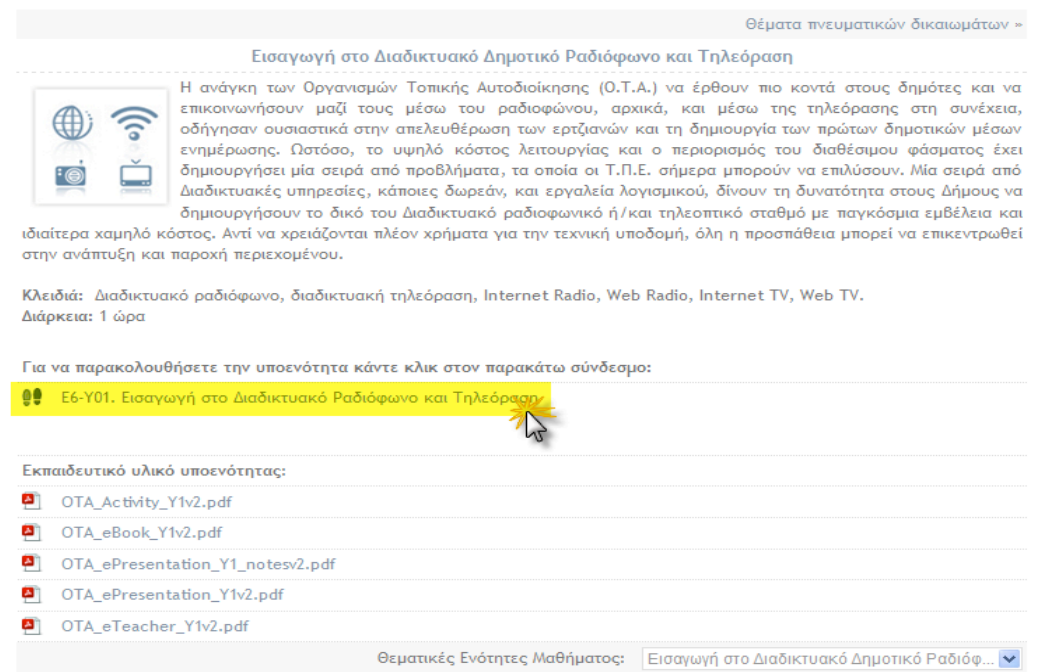 Θέματα πνευματικών δικαιωμάτων »
Εισαγωγή στο Διαδικτυακό Δημοτικό Ραδιόφωνο και Τηλεόραση
Η ανάγκη των Οργανισμών Τοπικής Αυτοδιοίκησης (Ο.Τ.Α.) να έρθουν πιο κοντά στους δημότες και να
επικοινωνήσουν μαζί τους μέσω του ραδιοφώνου, αρχικά, και μέσω της τηλεόρασης στη συνέχεια,
οδήγησαν ουσιαστικά στην απελευθέρωση των ερτζιανών και τη δημιουργία των πρώτων δημοτικών μέσων
ενημέρωσης. Ωστόσο, το υψηλό κόστος λειτουργίας και ο περιορισμός του διαθέσιμου φάσματος έχει
δημιουργήσει μία σειρά από προβλήματα, τα οποία οι Τ.Π.Ε. σήμερα μπορούν να επιλύσουν. Μία σειρά από
Διαδικτυακές υπηρεσίες, κάποιες δωρεάν, και εργαλεία λογισμικού, δίνουν τη δυνατότητα στους Δήμους να
δημιουργήσουν το δικό του Διαδικτυακό ραδιοφωνικό ή/και τηλεοπτικό σταθμό με παγκόσμια εμβέλεια και
ιδιαίτερα χαμηλό κόστος. Αντί να χρειάζονται πλέον χρήματα για την τεχνική υποδομή, όλη η προσπάθεια μπορεί να επικεντρωθεί
στην ανάπτυξη και παροχή περιεχομένου.
Κλειδιά: Διαδικτυακό ραδιόφωνο, διαδικτυακή τηλεόραση, Internet Radio, Web Radio, Internet TV, Web TV.
Διάρκεια: 1 ώρα
Για να παρακολουθήσετε την υποενότητα κάντε κλικ στον παρακάτω σύνδεσμο:
Ε6-Υ01. Εισαγωγή στο Διαδικτυακό Ραδιόφωνο και Τηλεόραση
Εκπαιδευτικό υλικό υποενότητας:
OTA_Activity_Y1v2.pdf
OTA_eBook_Y1v2.pdf
OTA_ePresentation_Y1_notesv2.pdf
OTA_ePresentation_Y1v2.pdf
OTA_eTeacher_Y1v2.pdf
Θεματικές Ενότητες Μαθήματος: Εισαγωγή στο Διαδικτυακό Δημοτικό Ραδιόφ...